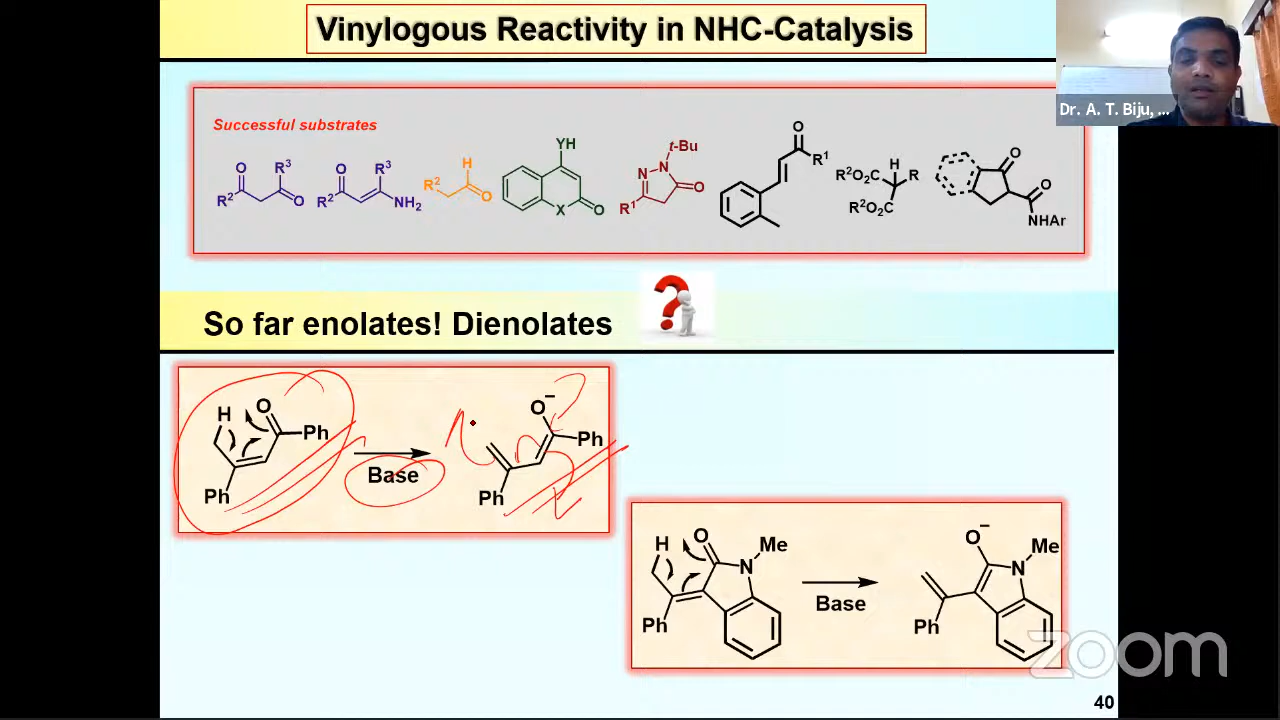 Vinylogous Reactivity in NHC-Catalysis
Dr. A. T. Biju, ...
Successful substrates
O R³ R² O
O R³ R² NH₂
H R² O
YH X O
t-Bu N N O R¹
O R¹
R²O₂C H R R²O₂C
O O NHAr
So far enolates! Dienolates
H O Ph Ph
Base
O⁻ Ph Ph
H O Me N Ph
Base
O⁻ Me N Ph
zoom
40